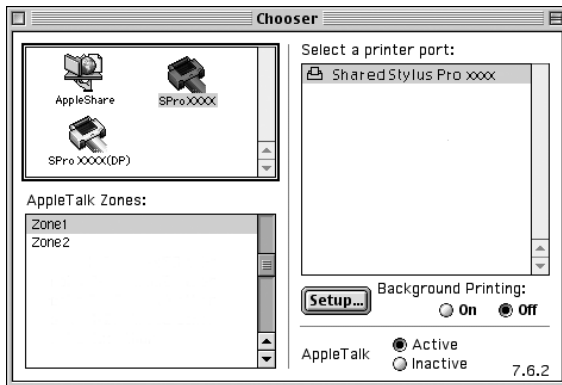 Chooser
AppleShare
SPro XXXX
SPro XXXX(DP)
AppleTalk Zones:
Zone1
Zone2
Select a printer port:
Shared Stylus Pro xxxx
Setup...
Background Printing:
On Off
AppleTalk
Active
Inactive
7.6.2